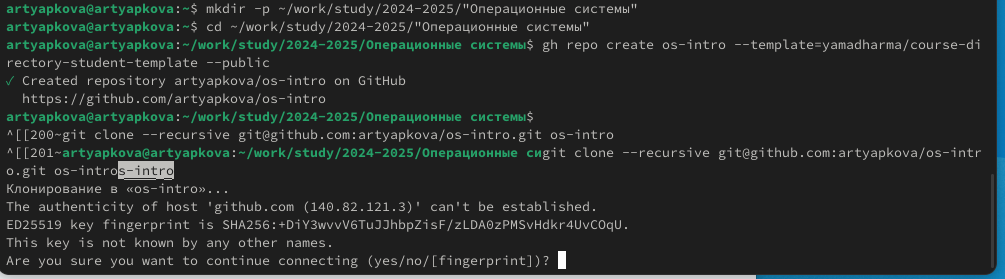 artyapkova@artyapkova:~$ mkdir -p ~/work/study/2024-2025/"Операционные системы"
artyapkova@artyapkova:~$ cd ~/work/study/2024-2025/"Операционные системы"
artyapkova@artyapkova:~/work/study/2024-2025/Операционные системы$ gh repo create os-intro --template=yamadharma/course-di
rectory-student-template --public
✓ Created repository artyapkova/os-intro on GitHub
  https://github.com/artyapkova/os-intro
artyapkova@artyapkova:~/work/study/2024-2025/Операционные системы$
^[[200~git clone --recursive git@github.com:artyapkova/os-intro.git os-intro
^[[201~artyapkova@artyapkova:~/work/study/2024-2025/Операционные сиgit clone --recursive git@github.com:artyapkova/os-intr
o.git os-intros-intro
Клонирование в «os-intro»...
The authenticity of host 'github.com (140.82.121.3)' can't be established.
ED25519 key fingerprint is SHA256:+DiY3wvvV6TuJJhbpZisF/zLDA0zPMSvHdkr4UvCOqU.
This key is not known by any other names.
Are you sure you want to continue connecting (yes/no/[fingerprint])?